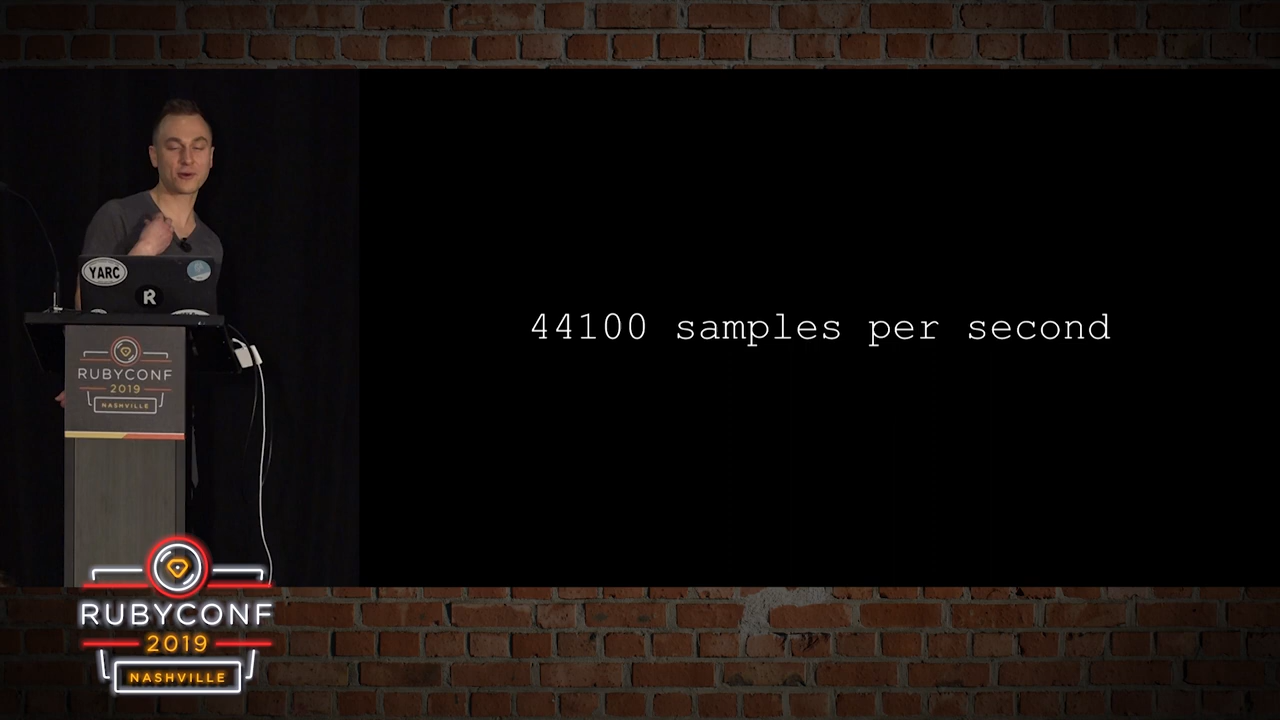 44100 samples per second
YARC
R
RUBYCONF
2019
NASHVILLE
RUBYCONF
2019
NASHVILLE